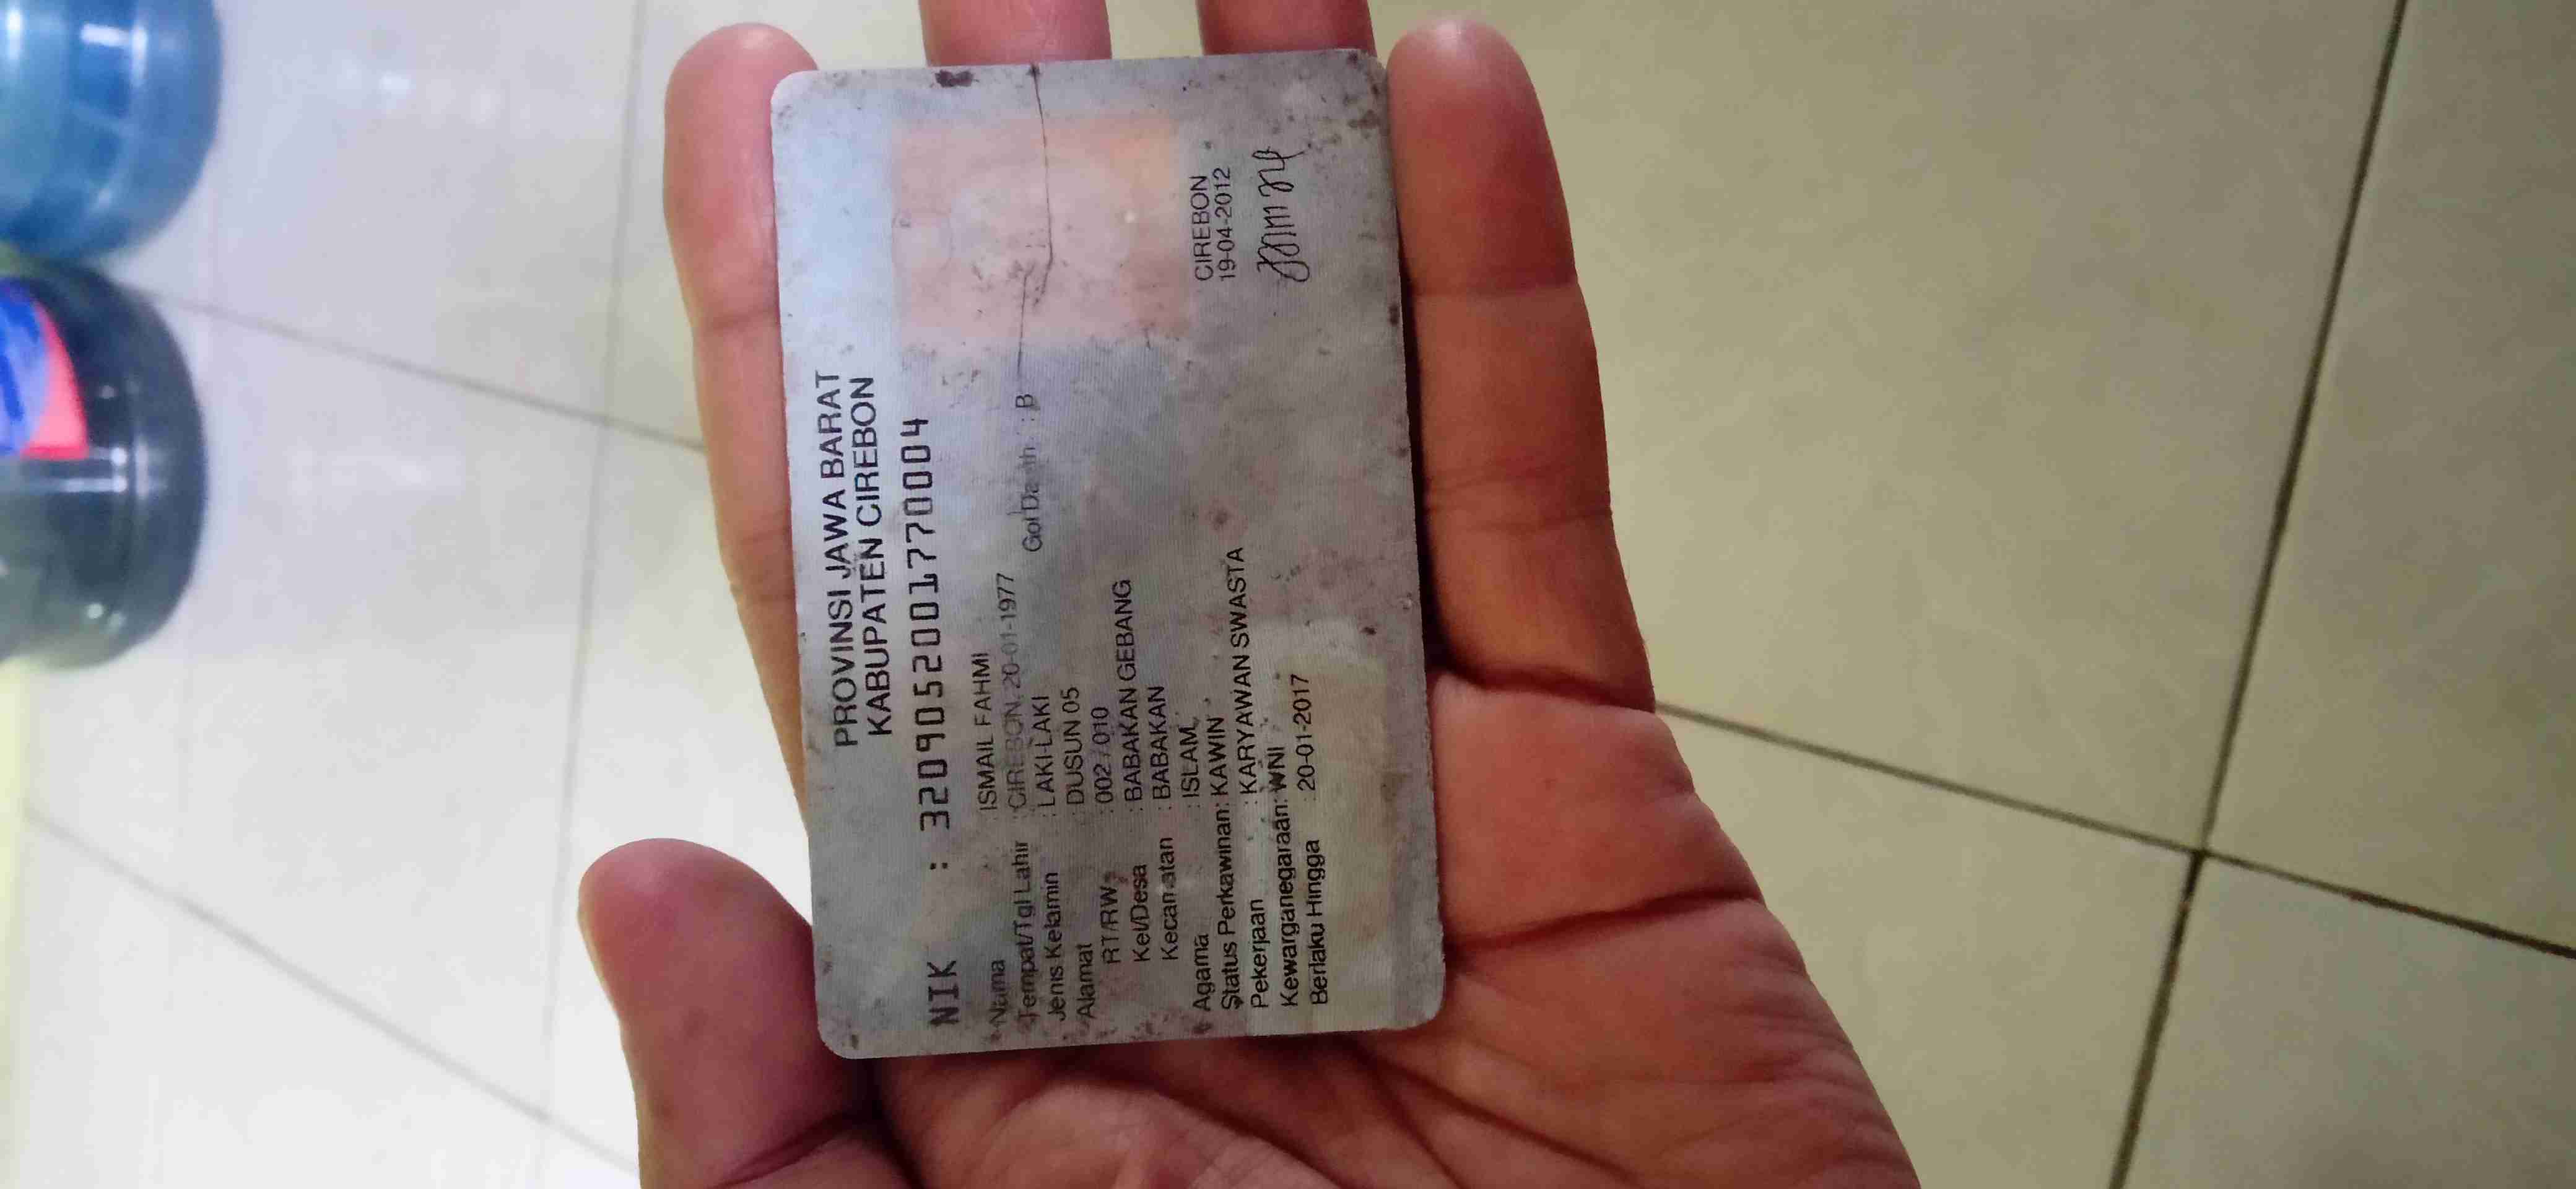 PROVINSI JAWA BARAT
KABUPATEN CIREBON
NIK : 3209052001770004
Nama : ISMAIL FAHMI
Tempat/Tgl Lahir : CIREBON, 20-01-1977
Jenis Kelamin : LAKI-LAKI Gol Darah : B
Alamat : DUSUN 05
RT/RW : 002 / 010
Kel/Desa : BABAKAN GEBANG
Kecamatan : BABAKAN
Agama : ISLAM
Status Perkawinan: KAWIN
Pekerjaan : KARYAWAN SWASTA
Kewarganegaraan: WNI
Berlaku Hingga : 20-01-2017
CIREBON
19-04-2012